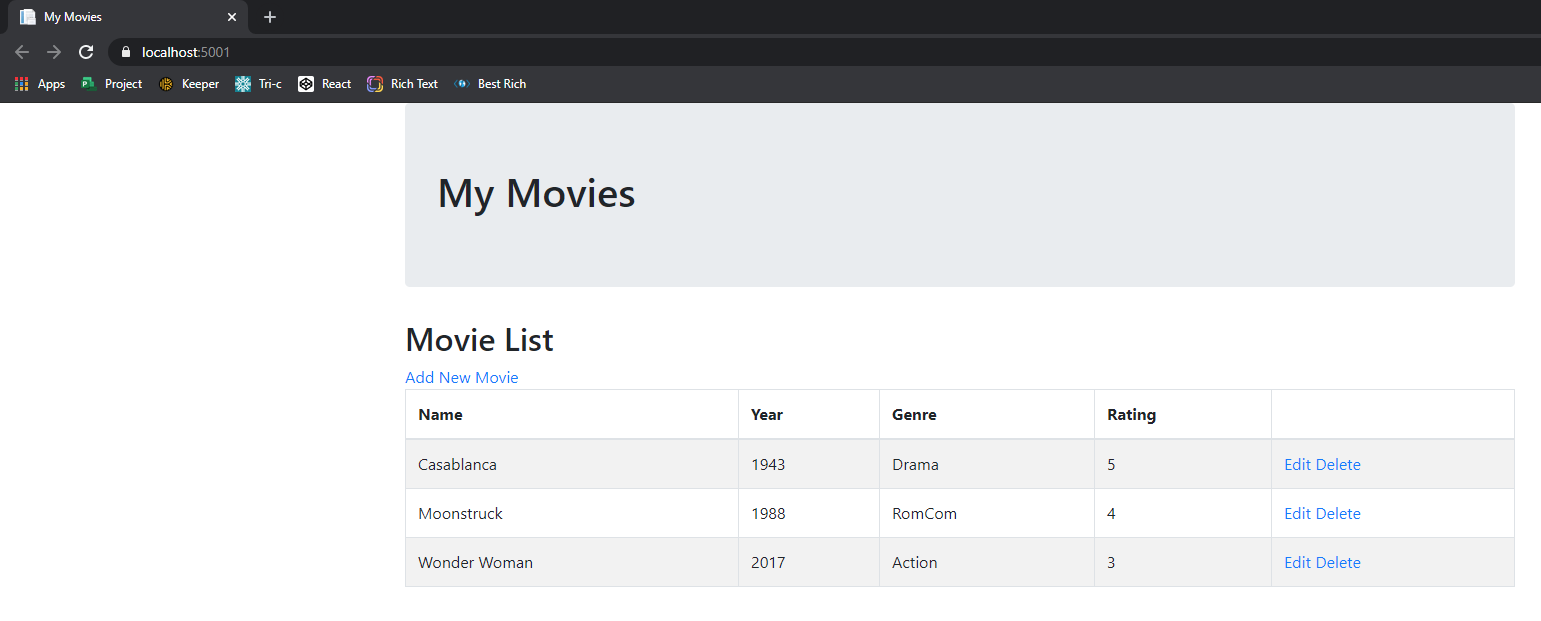 My Movies
localhost:5001
Apps Project Keeper Tri-c React Rich Text Best Rich
My Movies
Movie List
Add New Movie
Name Year Genre Rating
Casablanca 1943 Drama 5 Edit Delete
Moonstruck 1988 RomCom 4 Edit Delete
Wonder Woman 2017 Action 3 Edit Delete